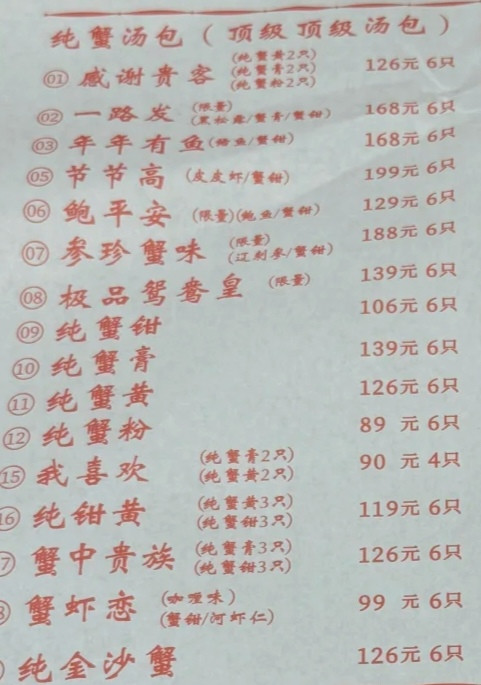 纯蟹汤包（顶级顶级汤包）
01 感谢贵客 (纯蟹黄2只) (纯蟹膏2只) (纯蟹粉2只) 126元 6只
02 一路发 (限量) (黑松露/蟹膏/蟹钳) 168元 6只
03 年年有鱼 168元 6只
05 节节高 (皮皮虾/蟹钳) 199元 6只
06 鲍平安 (限量)(鲍鱼/蟹钳) 129元 6只
07 参珍蟹味 (限量) (辽刺参/蟹钳) 188元 6只
08 极品鸳鸯皇 (限量) 139元 6只
09 纯蟹钳 106元 6只
10 纯蟹膏 139元 6只
11 纯蟹黄 126元 6只
12 纯蟹粉 89 元 6只
15 我喜欢 (纯蟹膏2只) (纯蟹黄2只) 90 元 4只
16 纯钳黄 (纯蟹黄3只) (纯蟹钳3只) 119元 6只
7 蟹中贵族 (纯蟹膏3只) (纯蟹钳3只) 126元 6只
蟹虾恋 (咖喱味) (蟹钳/河虾仁) 99 元 6只
纯金沙蟹 126元 6只